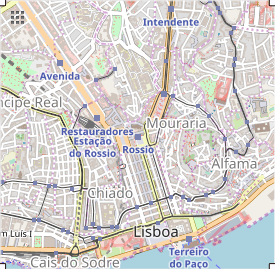 Intendente
Avenida
ncipe Real
Restauradores
Mouraria
Estação
do Rossio
Rossio
Alfama
Chiado
m Luís I
Lisboa
Terreiro
do Paço
Cais do Sodré